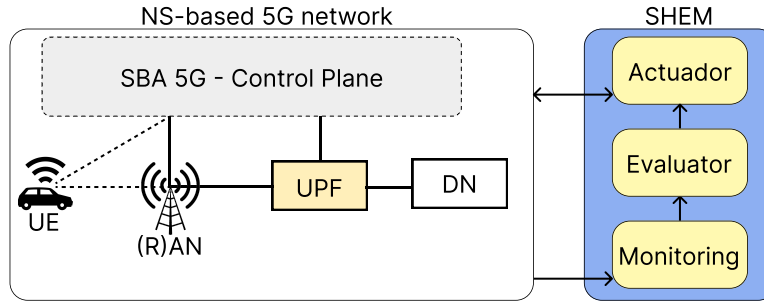 NS-based 5G network
SHEM
SBA 5G - Control Plane
Actuador
Evaluator
UPF
DN
UE
(R)AN
Monitoring